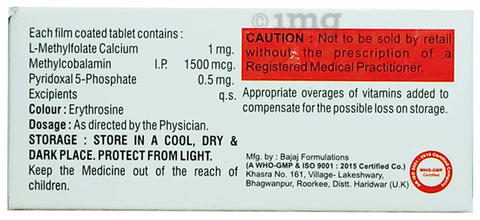 1mg
Each film coated tablet contains :
L-Methylfolate Calcium 1 mg.
Methylcobalamin I.P. 1500 mcg.
Pyridoxal 5-Phosphate 0.5 mg.
Excipients q.s.
Colour : Erythrosine
Dosage : As directed by the Physician.
STORAGE : STORE IN A COOL, DRY &
DARK PLACE. PROTECT FROM LIGHT.
Keep the Medicine out of the reach of
children.
CAUTION : Not to be sold by retail
without the prescription of a
Registered Medical Practitioner.
Appropriate overages of vitamins added to
compensate for the possible loss on storage.
Mfg. by : Bajaj Formulations
(A WHO-GMP & ISO 9001 : 2015 Certified Co.)
Khasra No. 161, Village- Lakeshwary,
Bhagwanpur, Roorkee, Distt. Haridwar (U.K)
WHO-GMP
Certified